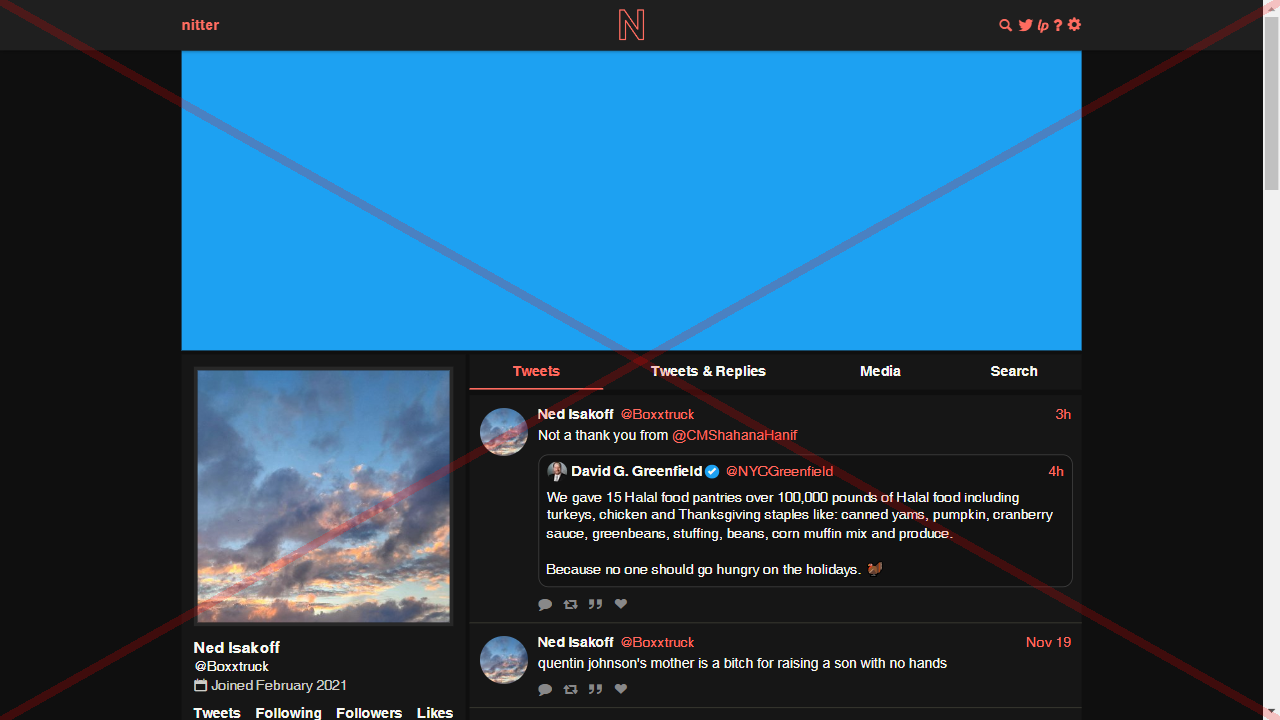 nitter
N
lp ?
Tweets Tweets & Replies Media Search
Ned Isakoff @Boxxtruck 3h
Not a thank you from @CMShahanaHanif
David G. Greenfield @NYCGreenfield 4h
We gave 15 Halal food pantries over 100,000 pounds of Halal food including
turkeys, chicken and Thanksgiving staples like: canned yams, pumpkin, cranberry
sauce, greenbeans, stuffing, beans, corn muffin mix and produce.
Because no one should go hungry on the holidays. 🦃
Ned Isakoff @Boxxtruck Nov 19
quentin johnson's mother is a bitch for raising a son with no hands
Ned Isakoff
@Boxxtruck
Joined February 2021
Tweets Following Followers Likes